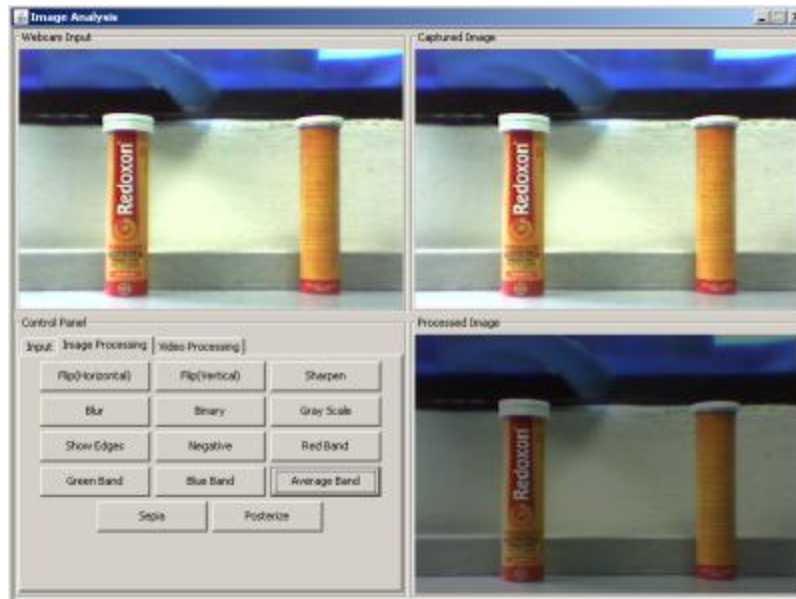 Image Analysis
Webcam Input
Captured Image
Redoxon
Redoxon
Control Panel
Processed Image
Input Image Processing Video Processing
Flip(Horizontal) Flip(Vertical) Sharpen
Blur Binary Gray Scale
Show Edges Negative Red Band
Green Band Blue Band Average Band
Redoxon
Sepia Posterize